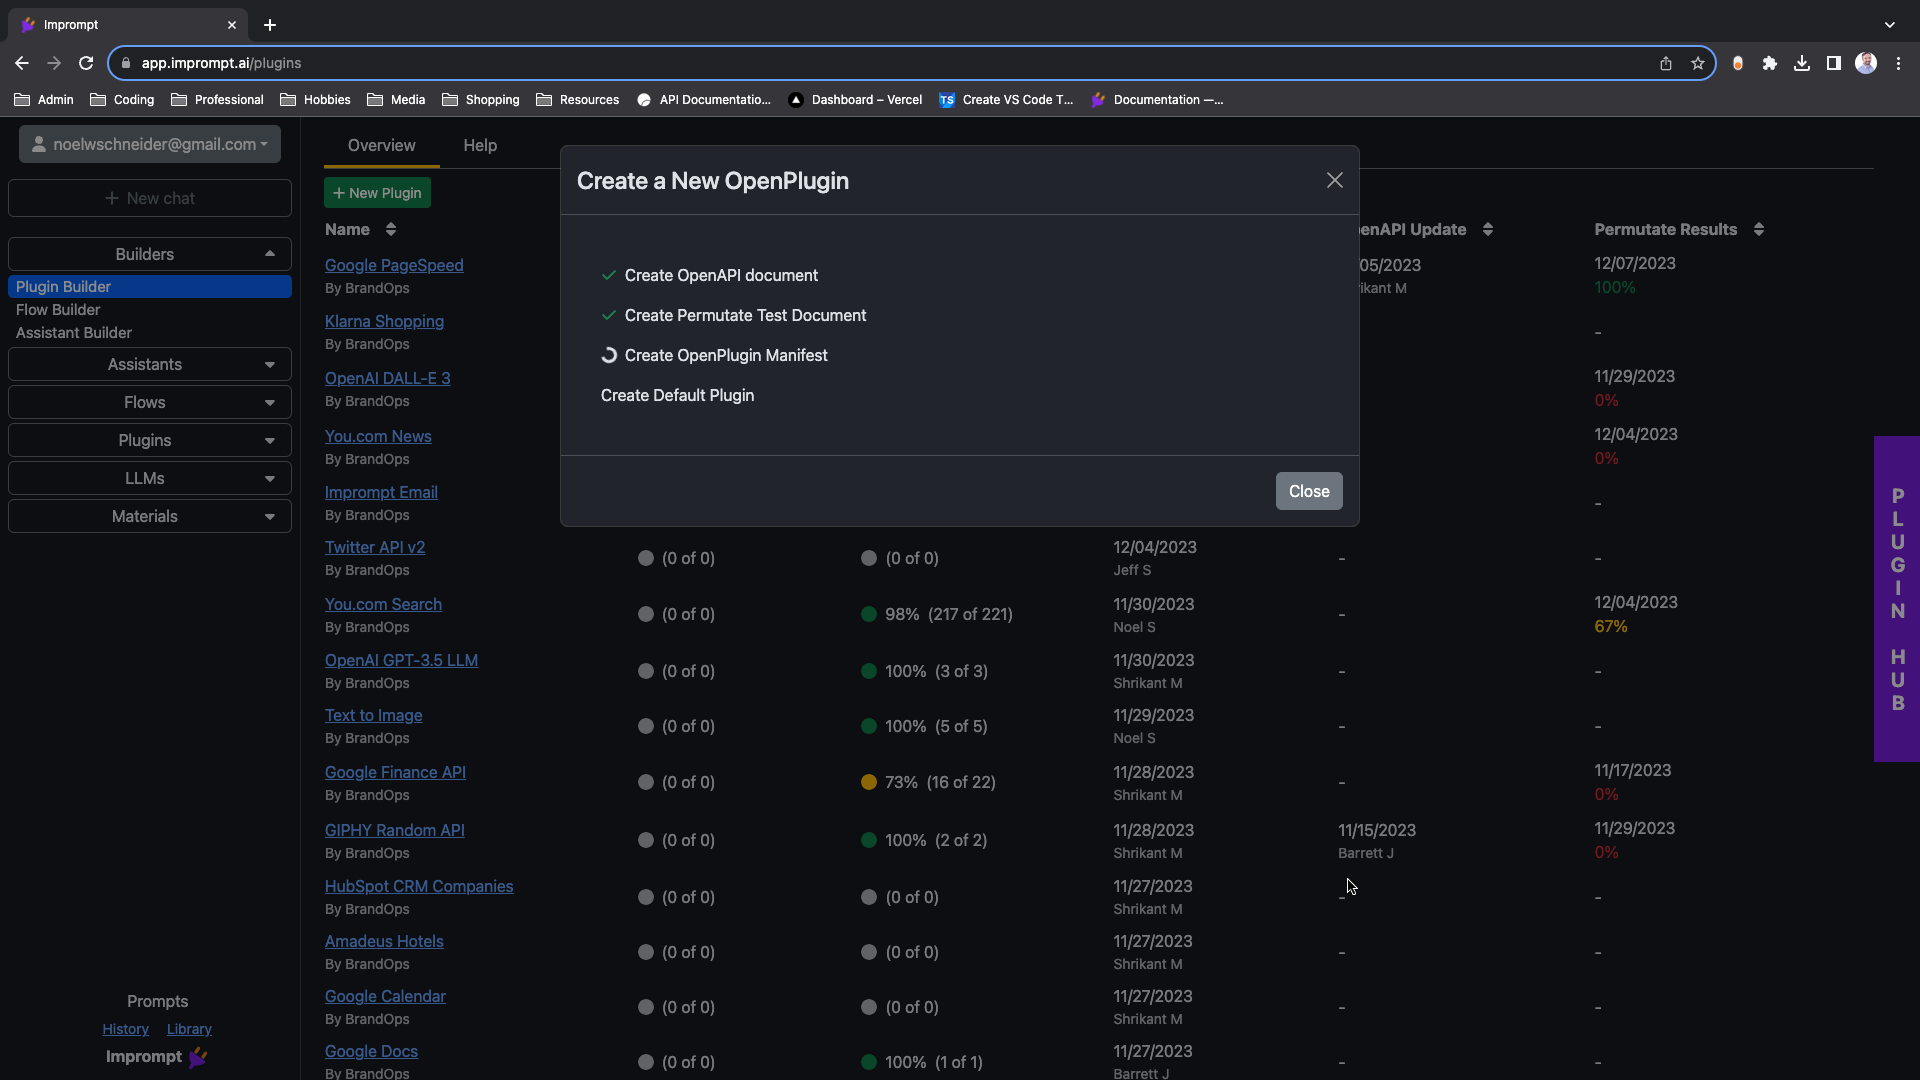 Imprompt
app.imprompt.ai/plugins
Admin
Coding
Professional
Hobbies
Media
Shopping
Resources
API Documentatio...
Dashboard – Vercel
TS
Create VS Code T...
Documentation —...
noelwschneider@gmail.com
+ New chat
Builders
Plugin Builder
Flow Builder
Assistant Builder
Assistants
Flows
Plugins
LLMs
Materials
Prompts
History Library
Imprompt
Overview Help
+ New Plugin
Name
enAPI Update
Permutate Results
Create a New OpenPlugin
Create OpenAPI document
Create Permutate Test Document
Create OpenPlugin Manifest
Create Default Plugin
Close
Google PageSpeed
By BrandOps
05/2023
ikant M
12/07/2023
100%
Klarna Shopping
By BrandOps
-
OpenAI DALL-E 3
By BrandOps
11/29/2023
0%
You.com News
By BrandOps
12/04/2023
0%
Imprompt Email
By BrandOps
-
Twitter API v2
By BrandOps
(0 of 0)
(0 of 0)
12/04/2023
Jeff S
-
-
You.com Search
By BrandOps
(0 of 0)
98% (217 of 221)
11/30/2023
Noel S
-
12/04/2023
67%
OpenAI GPT-3.5 LLM
By BrandOps
(0 of 0)
100% (3 of 3)
11/30/2023
Shrikant M
-
-
Text to Image
By BrandOps
(0 of 0)
100% (5 of 5)
11/29/2023
Noel S
-
-
Google Finance API
By BrandOps
(0 of 0)
73% (16 of 22)
11/28/2023
Shrikant M
-
11/17/2023
0%
GIPHY Random API
By BrandOps
(0 of 0)
100% (2 of 2)
11/28/2023
Shrikant M
11/15/2023
Barrett J
11/29/2023
0%
HubSpot CRM Companies
By BrandOps
(0 of 0)
(0 of 0)
11/27/2023
Shrikant M
-
-
Amadeus Hotels
By BrandOps
(0 of 0)
(0 of 0)
11/27/2023
Shrikant M
-
-
Google Calendar
By BrandOps
(0 of 0)
(0 of 0)
11/27/2023
Shrikant M
-
-
Google Docs
By BrandOps
(0 of 0)
100% (1 of 1)
11/27/2023
Barrett J
-
-
PLUGIN HUB